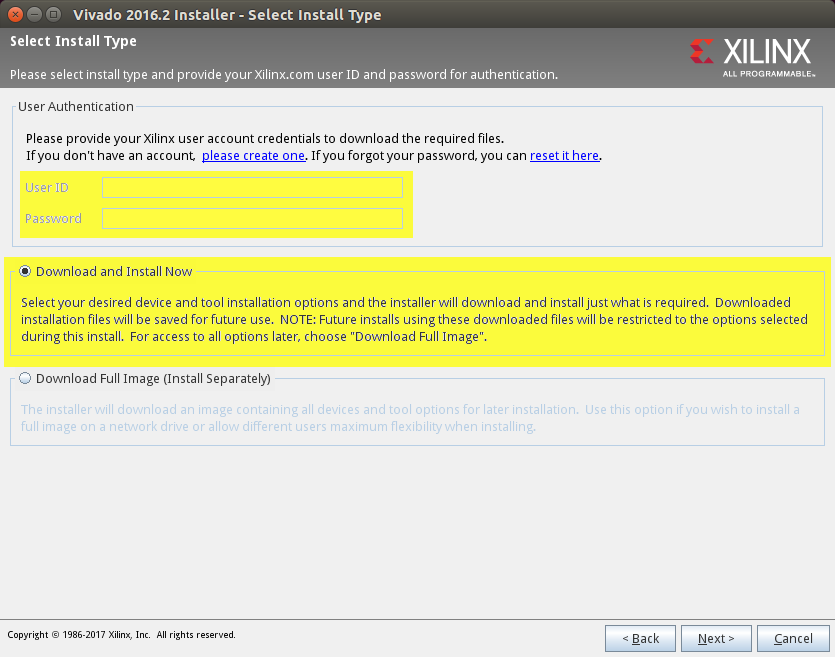 Vivado 2016.2 Installer - Select Install Type
Select Install Type
XILINX
ALL PROGRAMMABLE™
Please select install type and provide your Xilinx.com user ID and password for authentication.
User Authentication
Please provide your Xilinx user account credentials to download the required files.
If you don't have an account, please create one. If you forgot your password, you can reset it here.
User ID
Password
Download and Install Now
Select your desired device and tool installation options and the installer will download and install just what is required. Downloaded
installation files will be saved for future use. NOTE: Future installs using these downloaded files will be restricted to the options selected
during this install. For access to all options later, choose "Download Full Image".
Download Full Image (Install Separately)
The installer will download an image containing all devices and tool options for later installation. Use this option if you wish to install a
full image on a network drive or allow different users maximum flexibility when installing.
Copyright © 1986-2017 Xilinx, Inc. All rights reserved.
< Back
Next >
Cancel